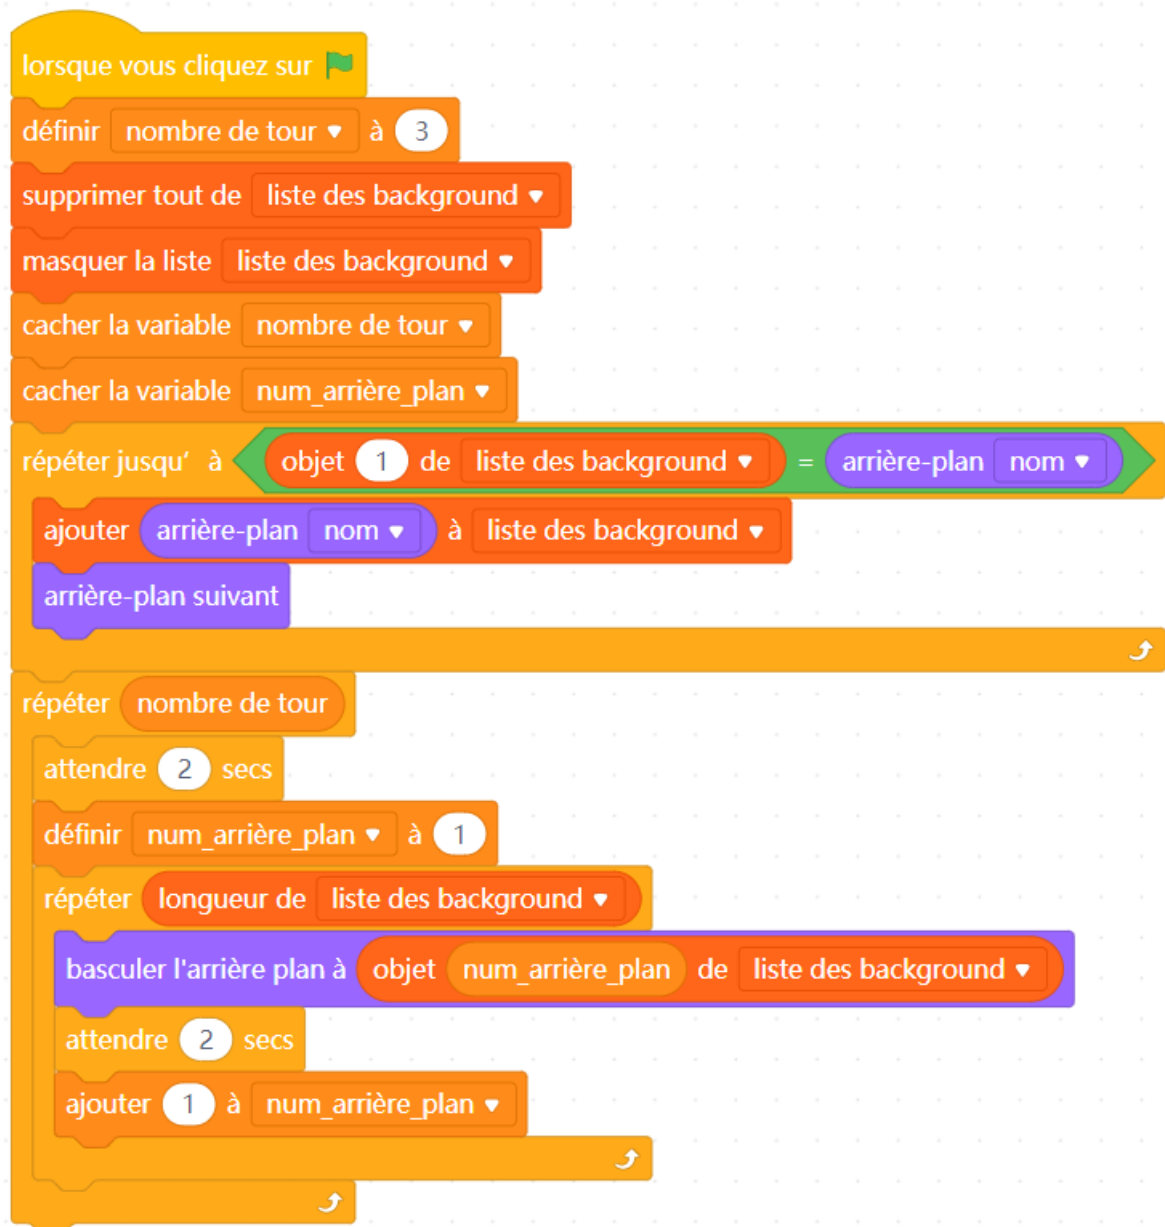 lorsque vous cliquez sur
définir nombre de tour à 3
supprimer tout de liste des background
masquer la liste liste des background
cacher la variable nombre de tour
cacher la variable num_arrière_plan
répéter jusqu' à objet 1 de liste des background = arrière-plan nom
ajouter arrière-plan nom à liste des background
arrière-plan suivant
répéter nombre de tour
attendre 2 secs
définir num_arrière_plan à 1
répéter longueur de liste des background
basculer l'arrière plan à objet num_arrière_plan de liste des background
attendre 2 secs
ajouter 1 à num_arrière_plan